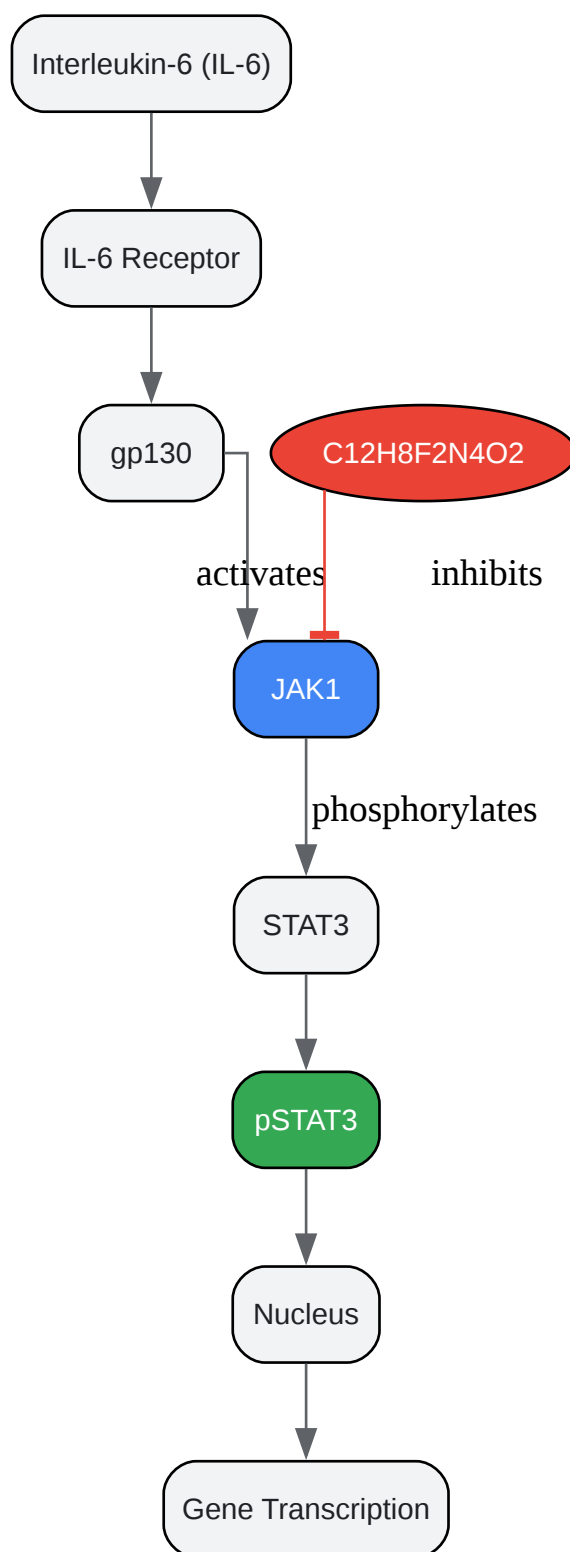 Interleukin-6 (IL-6)
IL-6 Receptor
gp130
C12H8F2N4O2
activates
inhibits
JAK1
phosphorylates
STAT3
pSTAT3
Nucleus
Gene Transcription